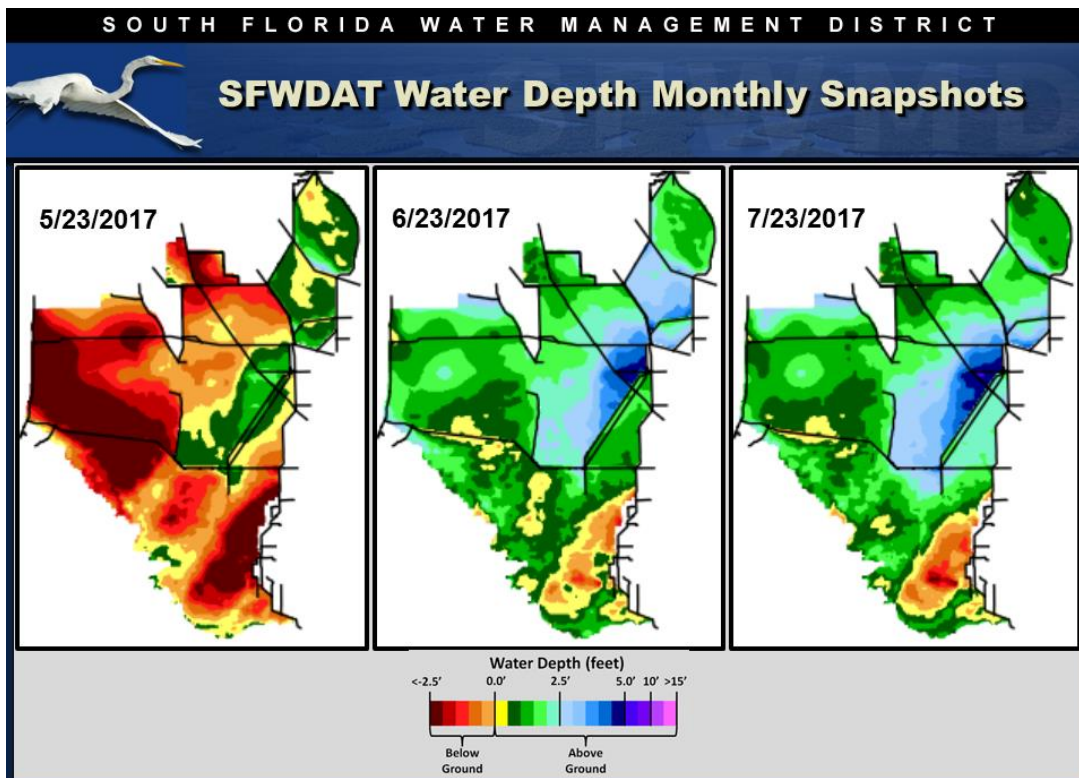 SOUTH FLORIDA WATER MANAGEMENT DISTRICT
SFWDAT Water Depth Monthly Snapshots
5/23/2017
6/23/2017
7/23/2017
Water Depth (feet)
<-2.5' 0.0' 2.5' 5.0' 10' >15'
Below Above
Ground Ground